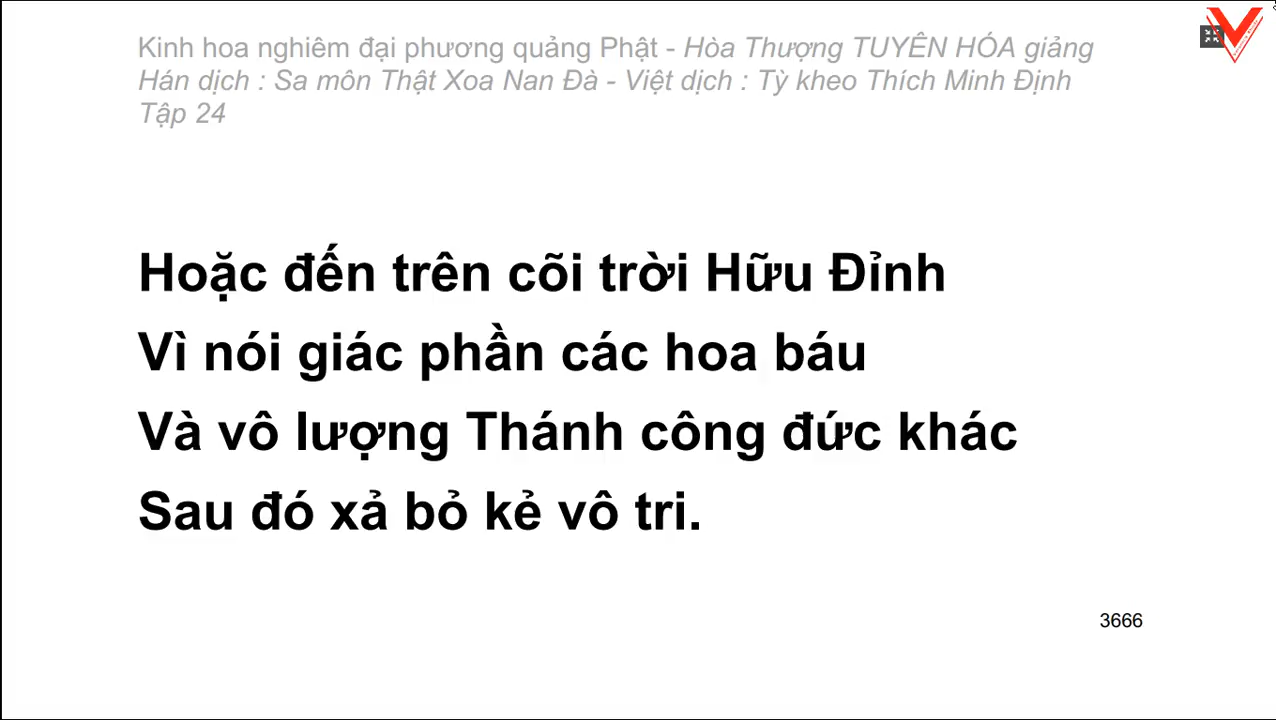 Kinh hoa nghiêm đại phương quảng Phật - Hòa Thượng TUYÊN HÓA giảng
Hán dịch : Sa môn Thật Xoa Nan Đà - Việt dịch : Tỳ kheo Thích Minh Định
Tập 24
Hoặc đến trên cõi trời Hữu Đỉnh
Vì nói giác phần các hoa báu
Và vô lượng Thánh công đức khác
Sau đó xả bỏ kẻ vô tri.
3666